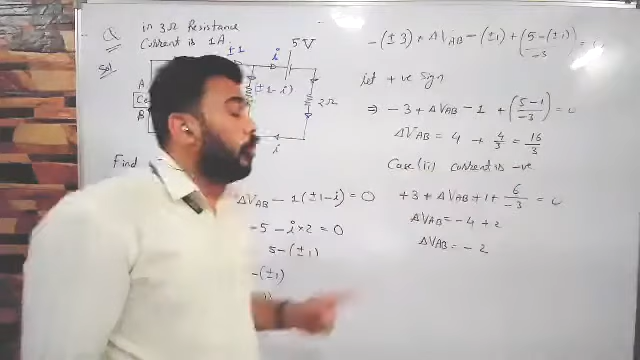 Q in 3Ω Resistance
Current is 1A.
Sol
±1
i
5V
A
B
(±1-i)
2Ω
i
Find
ΔV_AB - 1(±1-i) = 0
-5 - i×2 = 0
5-(±1)
-(±1)
-(±3) + ΔV_AB - (±1) + (5-(±1)/-3) =
let +ve sign
⇒ -3 + ΔV_AB - 1 + (5-1/-3) = 0
ΔV_AB = 4 + 4/3 = 16/3
Case (ii) current is -ve
+3 + ΔV_AB + 1 + 6/-3 = 0
ΔV_AB = -4 + 2
ΔV_AB = -2